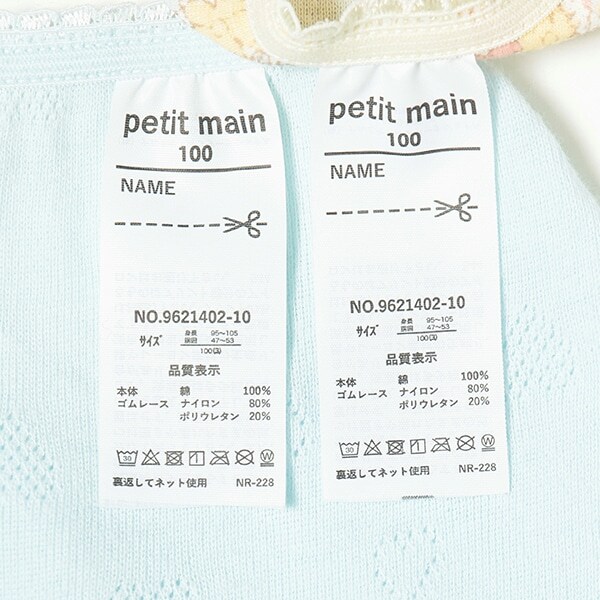 petit main
100
NAME
NO.9621402-10
サイズ 身長 95〜105
胴囲 47〜53
100(3)
品質表示
本体 綿 100%
ゴムレース ナイロン 80%
ポリウレタン 20%
30
裏返してネット使用 NR-228
petit main
100
NAME
NO.9621402-10
サイズ 身長 95〜105
胴囲 47〜53
品質表示
本体 綿 100%
ゴムレース ナイロン 80%
ポリウレタン 20%
30
裏返してネット使用 NR-228